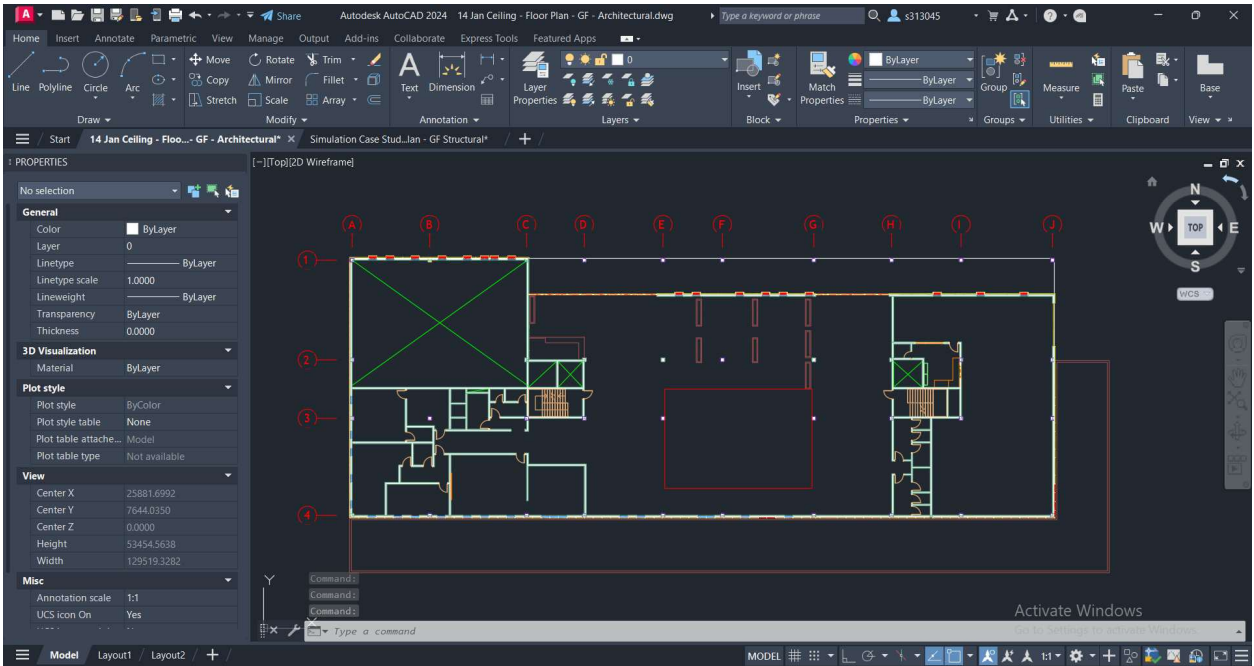 Share Autodesk AutoCAD 2024 14 Jan Ceiling - Floor Plan - GF - Architectural.dwg Type a keyword or phrase s313045
Home Insert Annotate Parametric View Manage Output Add-ins Collaborate Express Tools Featured Apps
Line Polyline Circle Arc
Move Rotate Trim
Copy Mirror Fillet
Stretch Scale Array
Text Dimension
Layer Properties 0
Insert
Match Properties
ByLayer
ByLayer
ByLayer
Group Measure Paste Base
Draw Modify Annotation Layers Block Properties Groups Utilities Clipboard View
Start 14 Jan Ceiling - Floo...- GF - Architectural* Simulation Case Stud...lan - GF Structural*
PROPERTIES
No selection
General
Color ByLayer
Layer 0
Linetype ByLayer
Linetype scale 1.0000
Lineweight ByLayer
Transparency ByLayer
Thickness 0.0000
3D Visualization
Material ByLayer
Plot style
Plot style ByColor
Plot style table None
Plot table attache... Model
Plot table type Not available
View
Center X 25881.6992
Center Y 7644.0350
Center Z 0.0000
Height 53454.5638
Width 129519.3282
Misc
Annotation scale 1:1
UCS icon On Yes
[−][Top][2D Wireframe]
A B C D E F G H I J
1
2
3
4
N
W TOP E
S
WCS
Y
X
Command:
Command:
Command:
Type a command
Activate Windows
Go to Settings to activate Windows.
Model Layout1 Layout2 MODEL 1:1